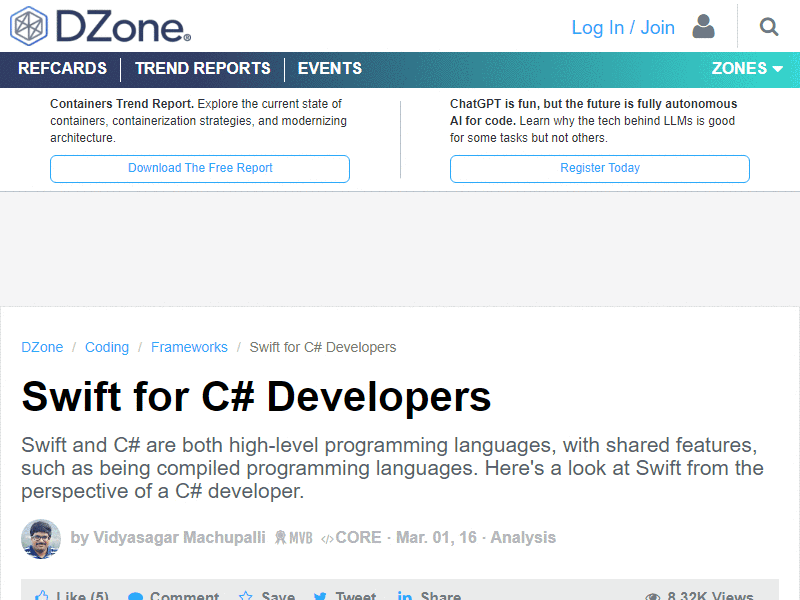 DZone.
Log In / Join
REFCARDS TREND REPORTS EVENTS ZONES
Containers Trend Report. Explore the current state of
containers, containerization strategies, and modernizing
architecture.
Download The Free Report
ChatGPT is fun, but the future is fully autonomous
AI for code. Learn why the tech behind LLMs is good
for some tasks but not others.
Register Today
DZone / Coding / Frameworks / Swift for C# Developers
Swift for C# Developers
Swift and C# are both high-level programming languages, with shared features,
such as being compiled programming languages. Here's a look at Swift from the
perspective of a C# developer.
by Vidyasagar Machupalli MVB </> CORE · Mar. 01, 16 · Analysis
Like (5) Comment Save Tweet Share 8.32K Views